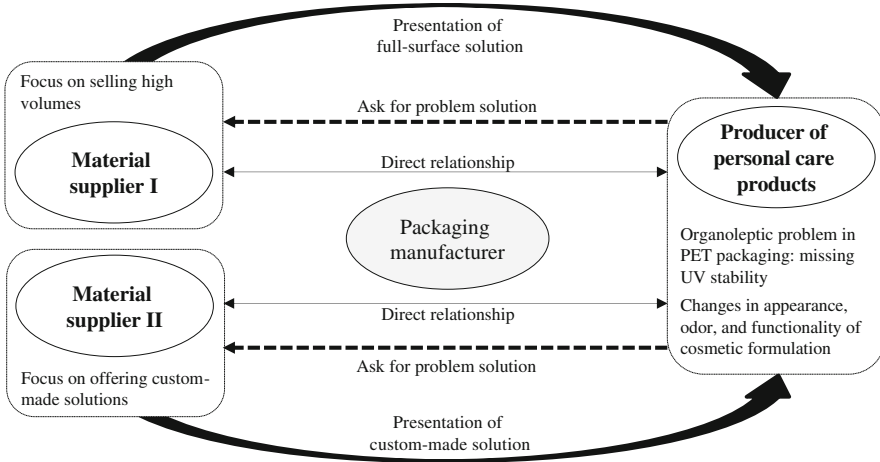 Presentation of
full-surface solution
Focus on selling high
volumes
Material
supplier I
Ask for problem solution
Direct relationship
Producer of
personal care
products
Packaging
manufacturer
Organoleptic problem in
PET packaging: missing
UV stability
Changes in appearance,
odor, and functionality of
cosmetic formulation
Material
supplier II
Focus on offering custom-
made solutions
Direct relationship
Ask for problem solution
Presentation of
custom-made solution